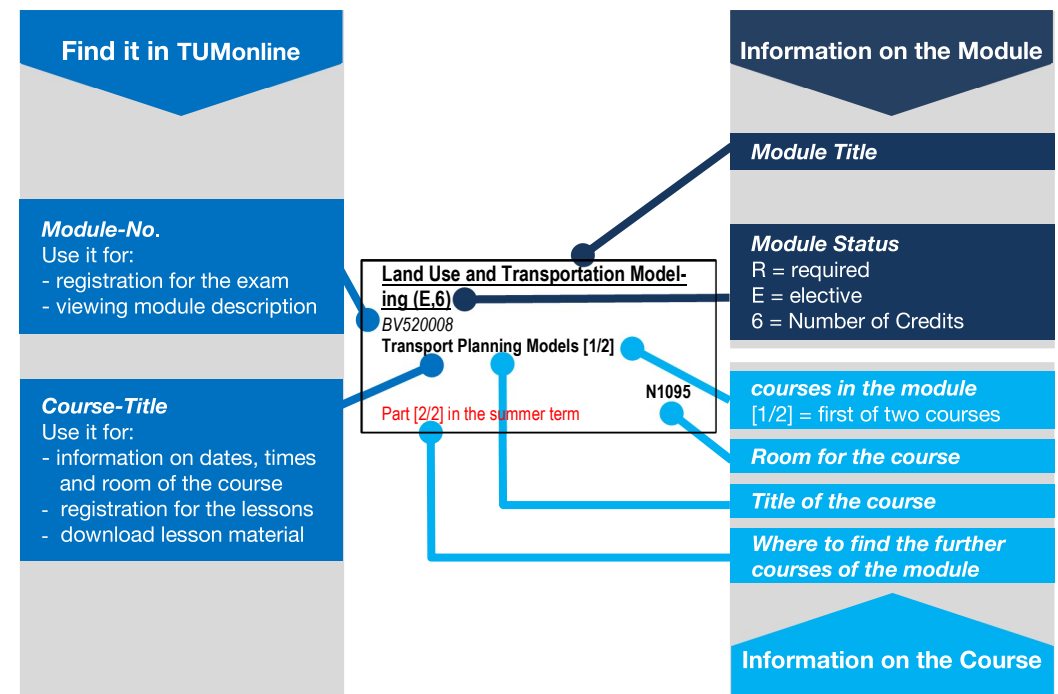 Find it in TUMonline
Module-No.
Use it for:
- registration for the exam
- viewing module description
Course-Title
Use it for:
- information on dates, times
and room of the course
- registration for the lessons
- download lesson material
Land Use and Transportation Model-
ing (E,6)
BV520008
Transport Planning Models [1/2]
N1095
Part [2/2] in the summer term
Information on the Module
Module Title
Module Status
R = required
E = elective
6 = Number of Credits
courses in the module
[1/2] = first of two courses
Room for the course
Title of the course
Where to find the further
courses of the module
Information on the Course